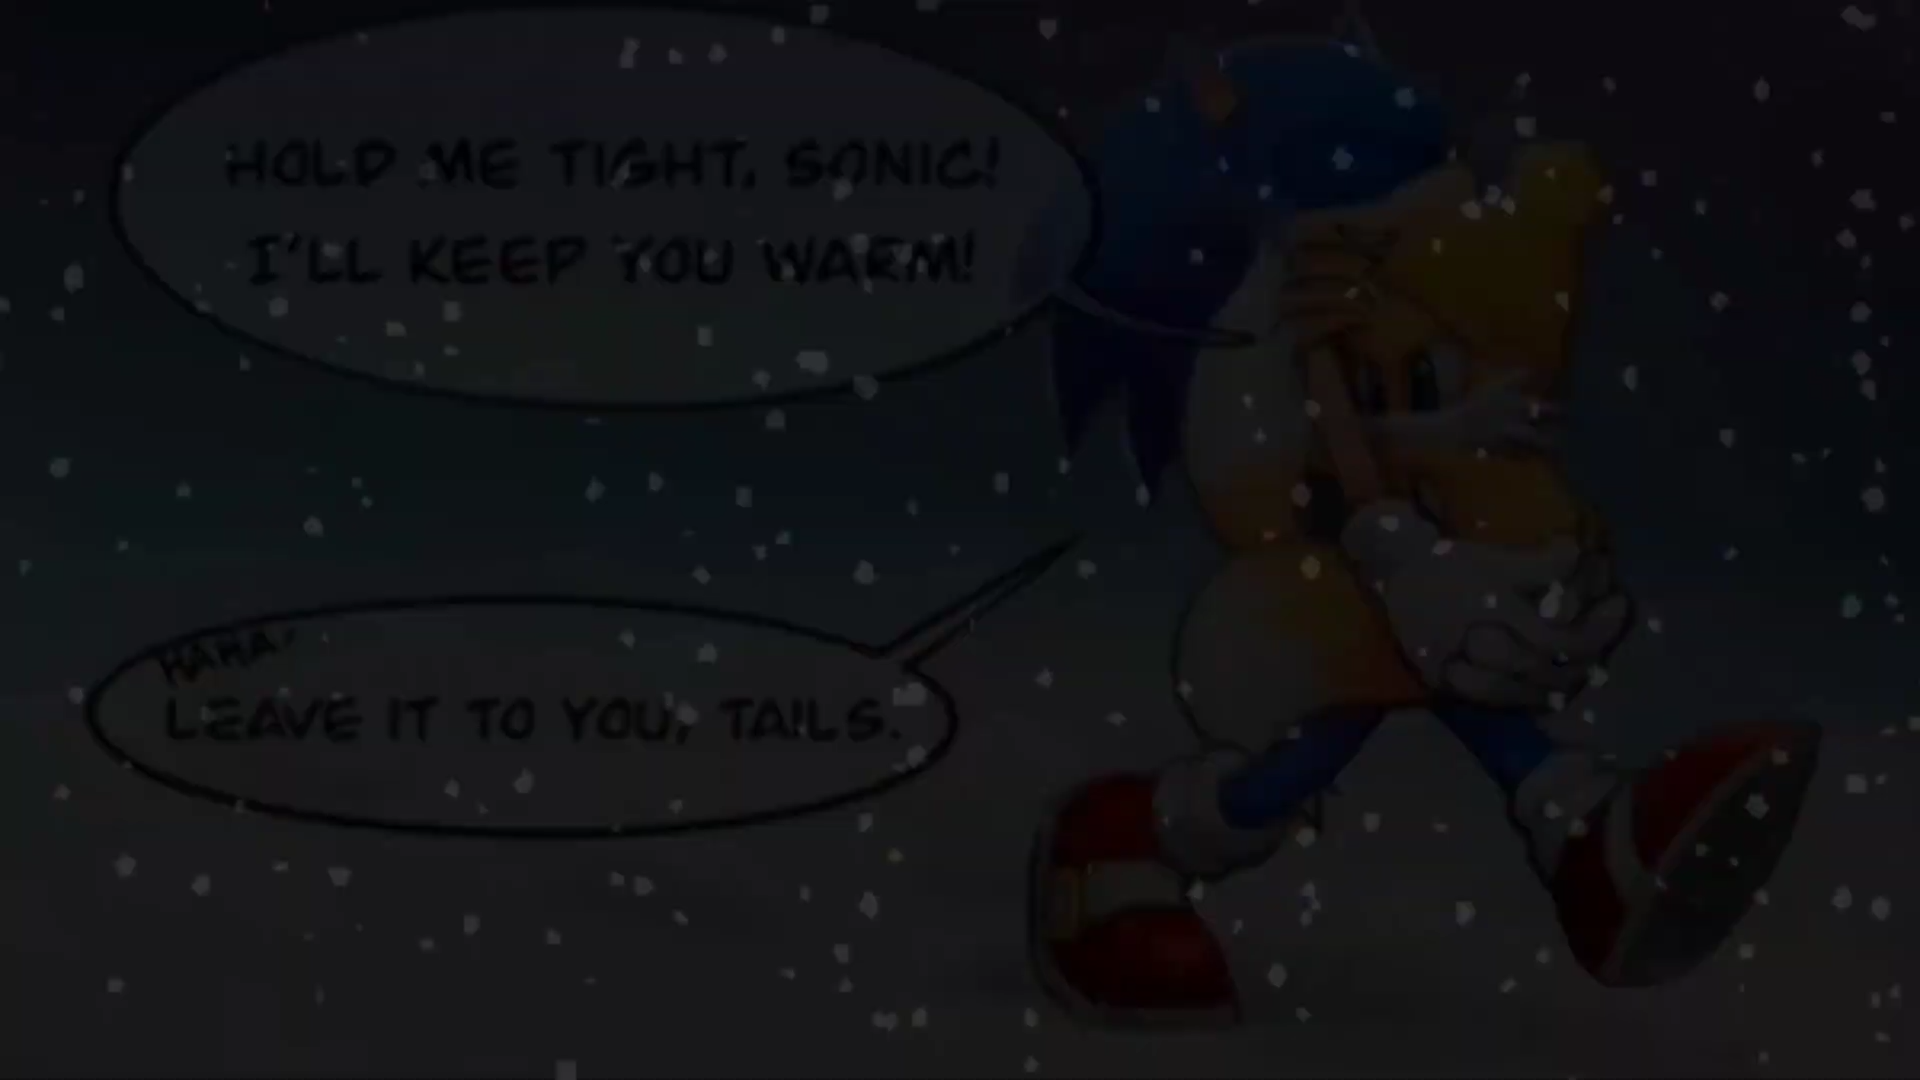 HOLD ME TIGHT, SONIC!
I'LL KEEP YOU WARM!
HAHA!
LEAVE IT TO YOU, TAILS.